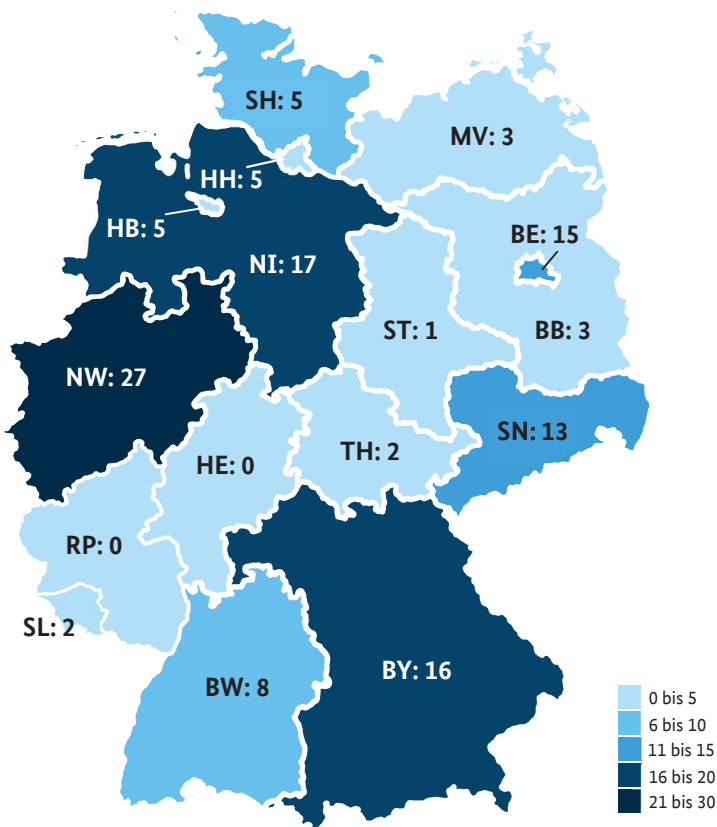 SH: 5
MV: 3
HH: 5
HB: 5
BE: 15
NI: 17
ST: 1
BB: 3
NW: 27
SN: 13
HE: 0
TH: 2
RP: 0
SL: 2
BY: 16
BW: 8
0 bis 5
6 bis 10
11 bis 15
16 bis 20
21 bis 30